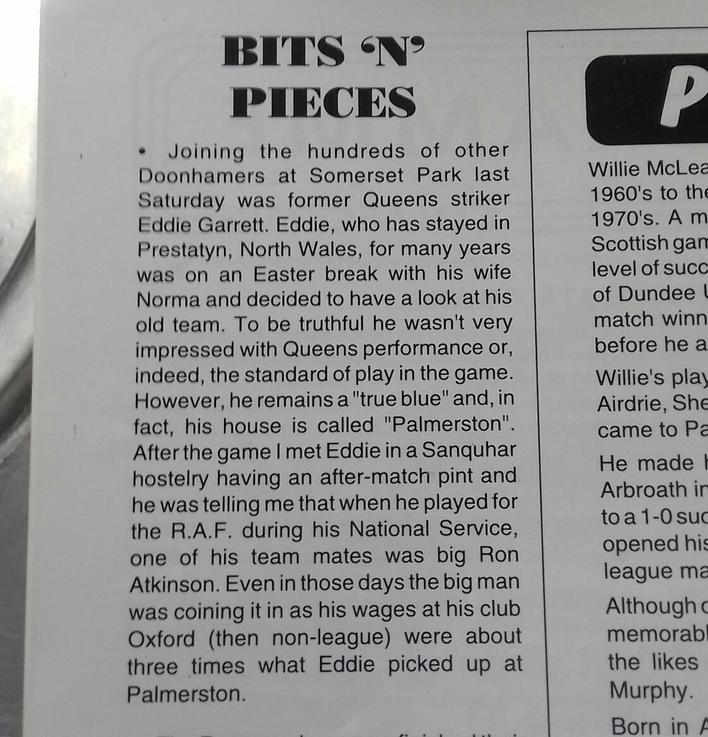 BITS 'N'
PIECES
• Joining the hundreds of other
Doonhamers at Somerset Park last
Saturday was former Queens striker
Eddie Garrett. Eddie, who has stayed in
Prestatyn, North Wales, for many years
was on an Easter break with his wife
Norma and decided to have a look at his
old team. To be truthful he wasn't very
impressed with Queens performance or,
indeed, the standard of play in the game.
However, he remains a "true blue" and, in
fact, his house is called "Palmerston".
After the game I met Eddie in a Sanquhar
hostelry having an after-match pint and
he was telling me that when he played for
the R.A.F. during his National Service,
one of his team mates was big Ron
Atkinson. Even in those days the big man
was coining it in as his wages at his club
Oxford (then non-league) were about
three times what Eddie picked up at
Palmerston.
P
Willie McLea
1960's to the
1970's. A m
Scottish gam
level of succ
of Dundee U
match winn
before he a
Willie's play
Airdrie, She
came to Pa
He made h
Arbroath in
to a 1-0 suc
opened his
league ma
Although
memorabl
the likes
Murphy.
Born in A